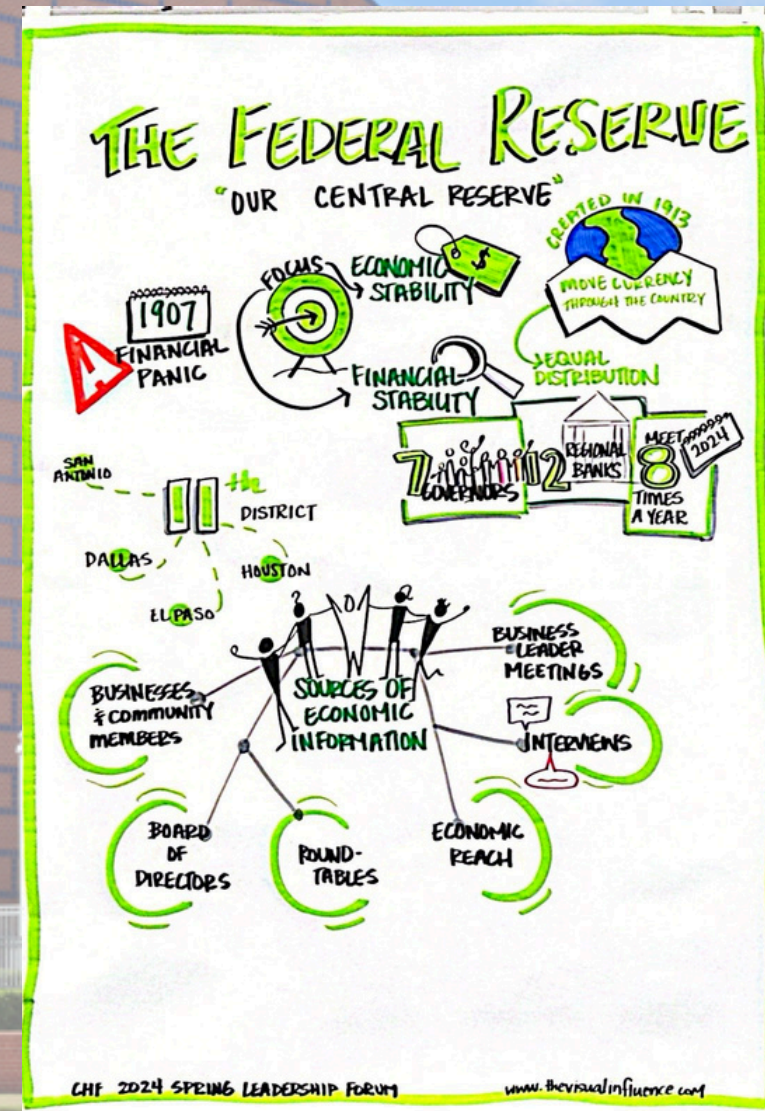 THE FEDERAL RESERVE
"OUR CENTRAL RESERVE"
CREATED IN 1913
MOVE CURRENCY
THROUGH THE COUNTRY
EQUAL
DISTRIBUTION
FOCUS
ECONOMIC
STABILITY
$
FINANCIAL
STABILITY
1907
FINANCIAL
PANIC
7
GOVERNORS
12
REGIONAL
BANKS
MEET
8
TIMES
A YEAR
2024
SAN
ANTONIO
the
DISTRICT
DALLAS
HOUSTON
EL PASO
SOURCES OF
ECONOMIC
INFORMATION
BUSINESSES
& COMMUNITY
MEMBERS
BOARD
OF
DIRECTORS
ROUND-
TABLES
ECONOMIC
REACH
INTERVIEWS
BUSINESS
LEADER
MEETINGS
CHF 2024 SPRING LEADERSHIP FORUM
www.thevisualinfluence.com